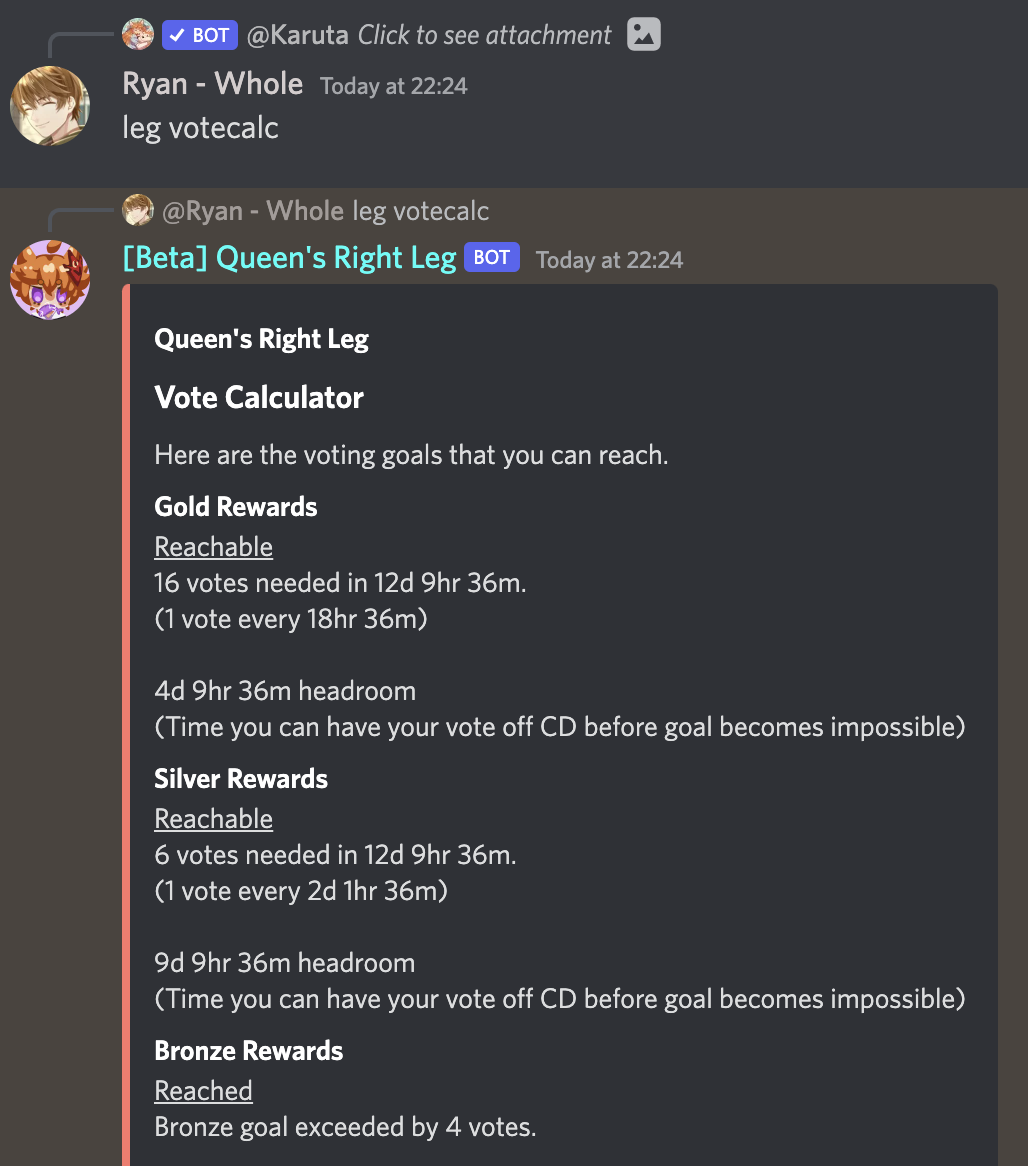 ✓ BOT @Karuta Click to see attachment
Ryan - Whole Today at 22:24
leg votecalc
@Ryan - Whole leg votecalc
[Beta] Queen's Right Leg BOT Today at 22:24
Queen's Right Leg
Vote Calculator
Here are the voting goals that you can reach.
Gold Rewards
Reachable
16 votes needed in 12d 9hr 36m.
(1 vote every 18hr 36m)
4d 9hr 36m headroom
(Time you can have your vote off CD before goal becomes impossible)
Silver Rewards
Reachable
6 votes needed in 12d 9hr 36m.
(1 vote every 2d 1hr 36m)
9d 9hr 36m headroom
(Time you can have your vote off CD before goal becomes impossible)
Bronze Rewards
Reached
Bronze goal exceeded by 4 votes.